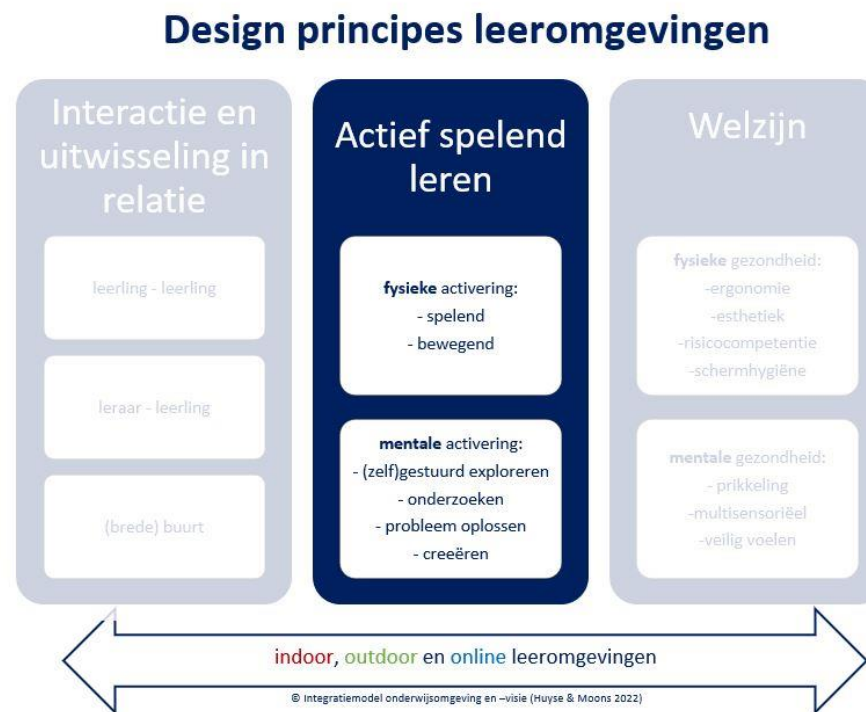 Design principes leeromgevingen
Interactie en
uitwisseling in
relatie
leerling - leerling
leraar - leerling
(brede) buurt
Actief spelend
leren
fysieke activering:
- spelend
- bewegend
mentale activering:
- (zelf)gestuurd exploreren
- onderzoeken
- probleem oplossen
- creeëren
Welzijn
fysieke gezondheid:
-ergonomie
-esthetiek
-risicocompetentie
-schermhygiëne
mentale gezondheid:
- prikkeling
-multisensoriëel
-veilig voelen
indoor, outdoor en online leeromgevingen
© Integratiemodel onderwijsomgeving en –visie (Huyse & Moons 2022)